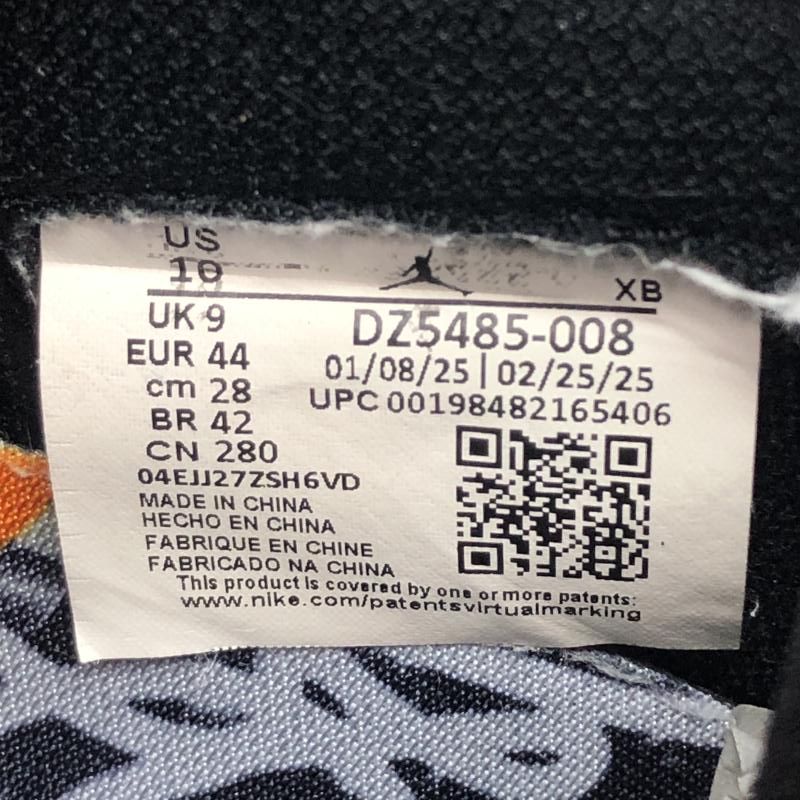 US
10
XB
UK 9
DZ5485-008
EUR 44
01/08/25 | 02/25/25
cm 28
UPC 00198482165406
BR 42
CN 280
04EJJ27ZSH6VD
MADE IN CHINA
HECHO EN CHINA
FABRIQUE EN CHINE
FABRICADO NA CHINA
This product is covered by one or more patents:
www.nike.com/patentsvirtualmarking